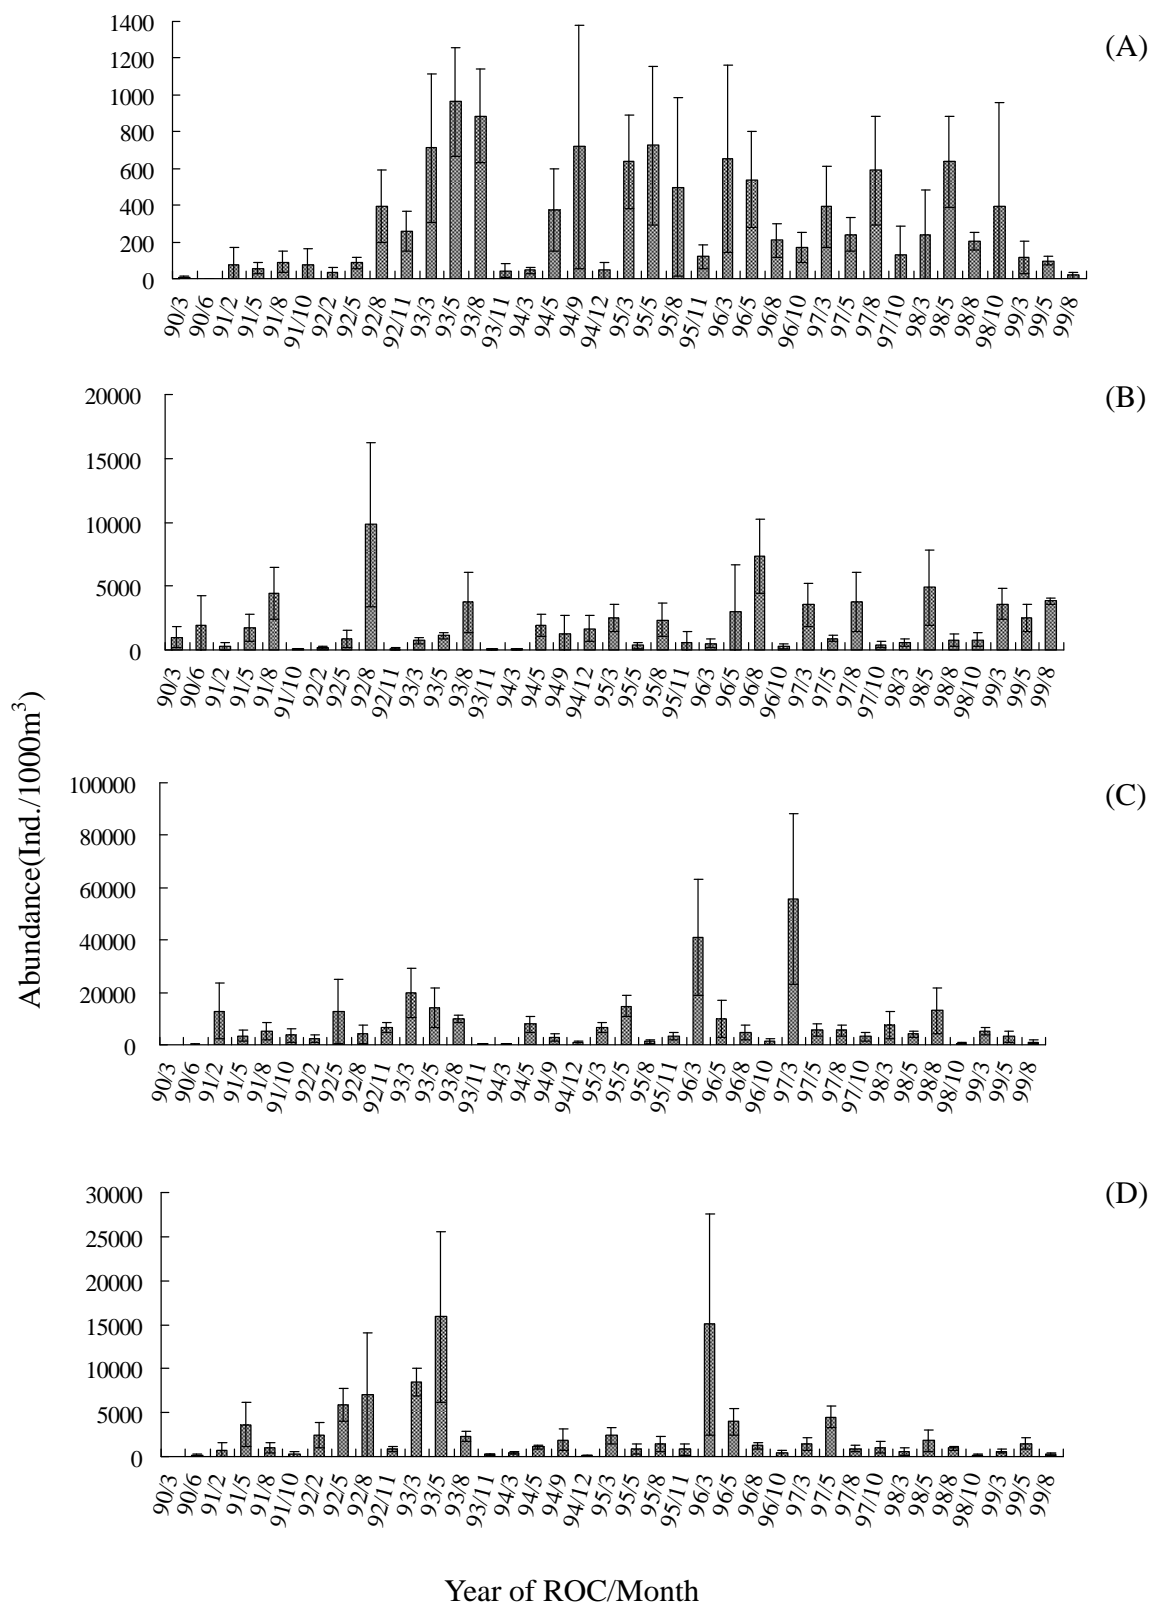 (A)
1400
1200
1000
800
600
400
200
0
90/3 90/6 91/2 91/5 91/8 91/10 92/2 92/5 92/8 92/11 93/3 93/5 93/8 93/11 94/3 94/5 94/9 94/12 95/3 95/5 95/8 95/11 96/3 96/5 96/8 96/10 97/3 97/5 97/8 97/10 98/3 98/5 98/8 98/10 99/3 99/5 99/8
(B)
20000
15000
10000
5000
0
90/3 90/6 91/2 91/5 91/8 91/10 92/2 92/5 92/8 92/11 93/3 93/5 93/8 93/11 94/3 94/5 94/9 94/12 95/3 95/5 95/8 95/11 96/3 96/5 96/8 96/10 97/3 97/5 97/8 97/10 98/3 98/5 98/8 98/10 99/3 99/5 99/8
Abundance(Ind./1000m³)
(C)
100000
80000
60000
40000
20000
0
90/3 90/6 91/2 91/5 91/8 91/10 92/2 92/5 92/8 92/11 93/3 93/5 93/8 93/11 94/3 94/5 94/9 94/12 95/3 95/5 95/8 95/11 96/3 96/5 96/8 96/10 97/3 97/5 97/8 97/10 98/3 98/5 98/8 98/10 99/3 99/5 99/8
(D)
30000
25000
20000
15000
10000
5000
0
90/3 90/6 91/2 91/5 91/8 91/10 92/2 92/5 92/8 92/11 93/3 93/5 93/8 93/11 94/3 94/5 94/9 94/12 95/3 95/5 95/8 95/11 96/3 96/5 96/8 96/10 97/3 97/5 97/8 97/10 98/3 98/5 98/8 98/10 99/3 99/5 99/8
Year of ROC/Month